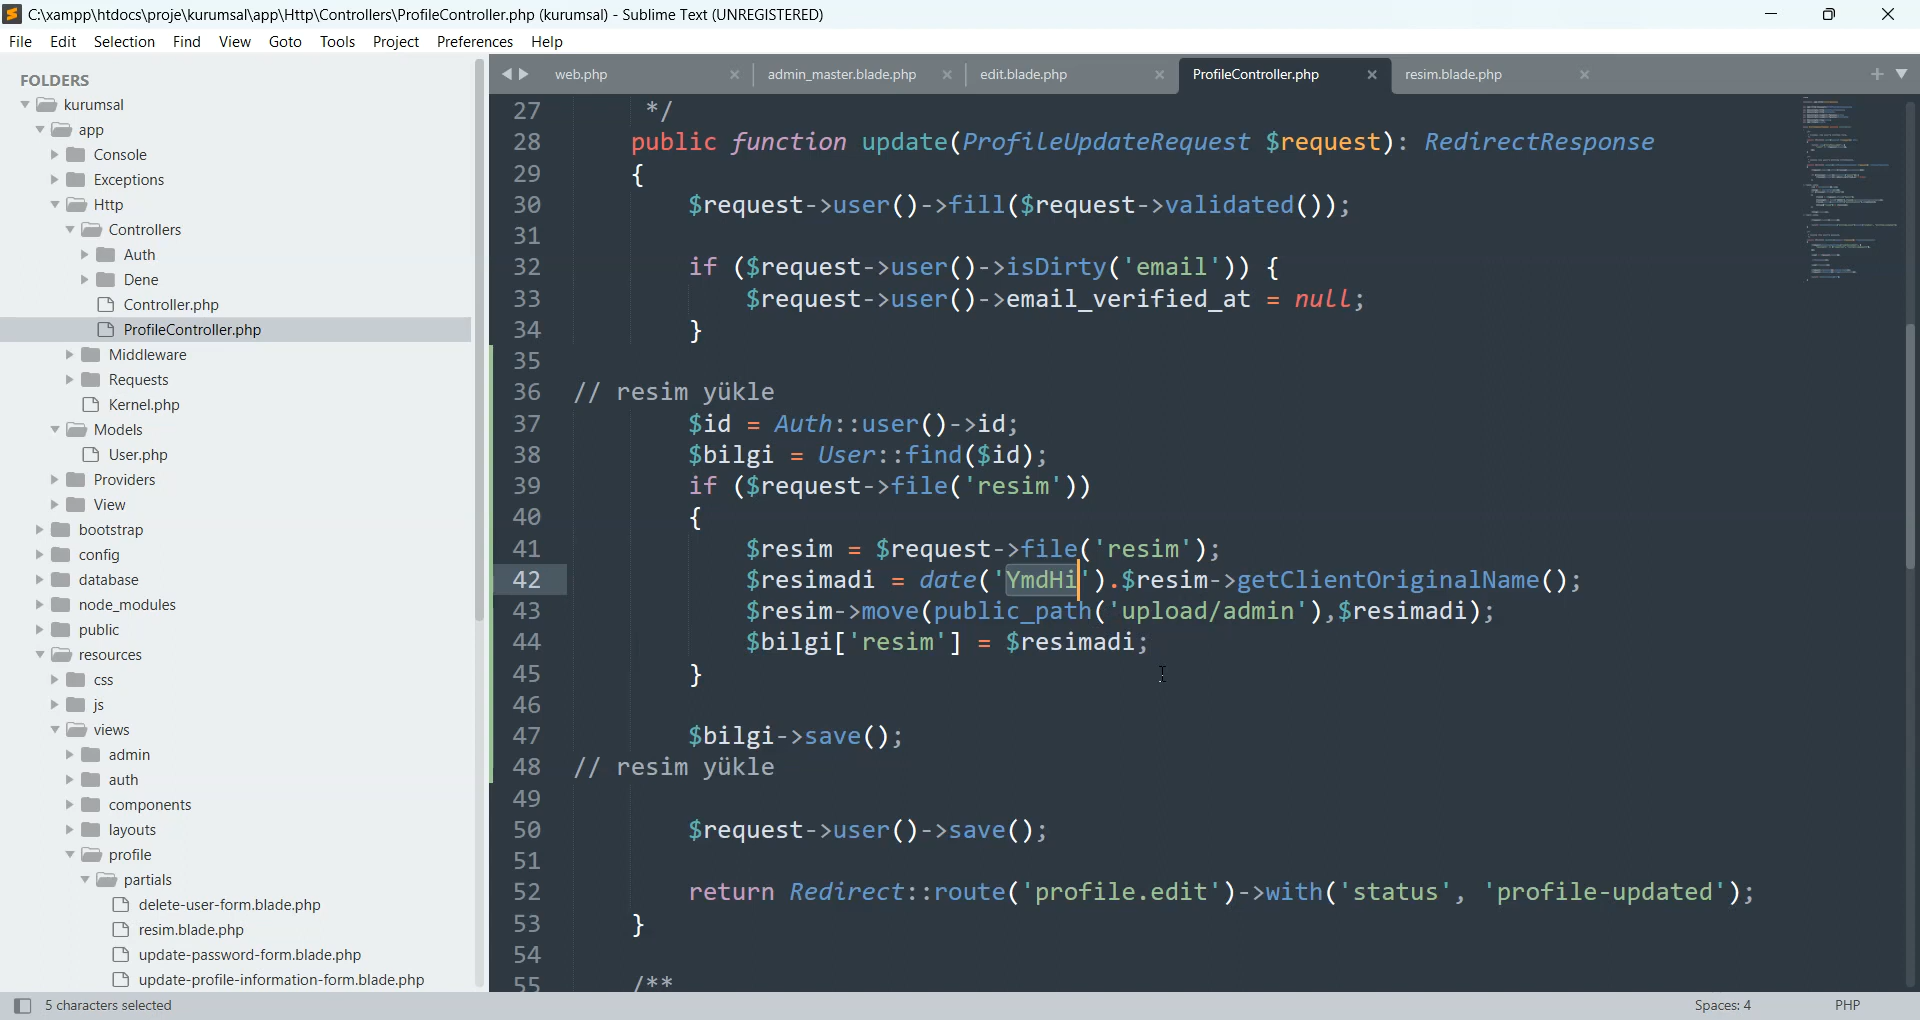 C:\xampp\htdocs\proje\kurumsal\app\Http\Controllers\ProfileController.php (kurumsal) - Sublime Text (UNREGISTERED)
File Edit Selection Find View Goto Tools Project Preferences Help
FOLDERS
kurumsal
app
Console
Exceptions
Http
Controllers
Auth
Dene
Controller.php
ProfileController.php
Middleware
Requests
Kernel.php
Models
User.php
Providers
View
bootstrap
config
database
node_modules
public
resources
css
js
views
admin
auth
components
layouts
profile
partials
delete-user-form.blade.php
resim.blade.php
update-password-form.blade.php
update-profile-information-form.blade.php
web.php admin_master.blade.php edit.blade.php ProfileController.php resim.blade.php
27 */
28 public function update(ProfileUpdateRequest $request): RedirectResponse
29 {
30 $request->user()->fill($request->validated());
31
32 if ($request->user()->isDirty('email')) {
33 $request->user()->email_verified_at = null;
34 }
35
36 // resim yükle
37 $id = Auth::user()->id;
38 $bilgi = User::find($id);
39 if ($request->file('resim'))
40 {
41 $resim = $request->file('resim');
42 $resimadi = date('YmdHi').$resim->getClientOriginalName();
43 $resim->move(public_path('upload/admin'),$resimadi);
44 $bilgi['resim'] = $resimadi;
45 }
46
47 $bilgi->save();
48 // resim yükle
49
50 $request->user()->save();
51
52 return Redirect::route('profile.edit')->with('status', 'profile-updated');
53 }
54
55 /**
5 characters selected
Spaces: 4 PHP